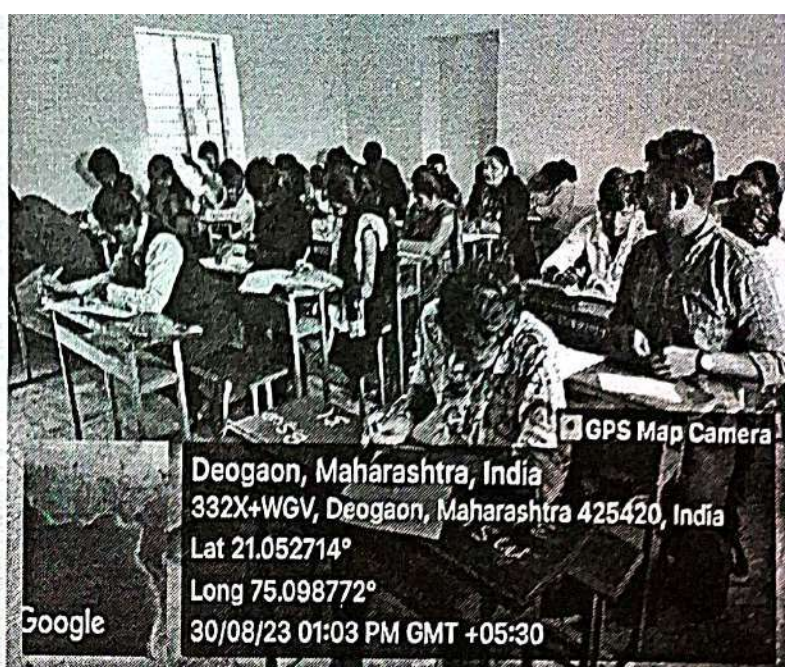 GPS Map Camera
Deogaon, Maharashtra, India
332X+WGV, Deogaon, Maharashtra 425420, India
Lat 21.052714°
Long 75.098772°
30/08/23 01:03 PM GMT +05:30
Google